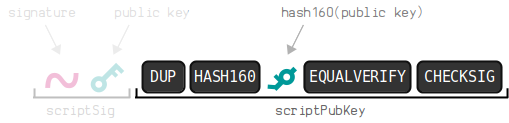 signature public key hash160(public key)
DUP HASH160 EQUALVERIFY CHECKSIG
scriptSig scriptPubKey